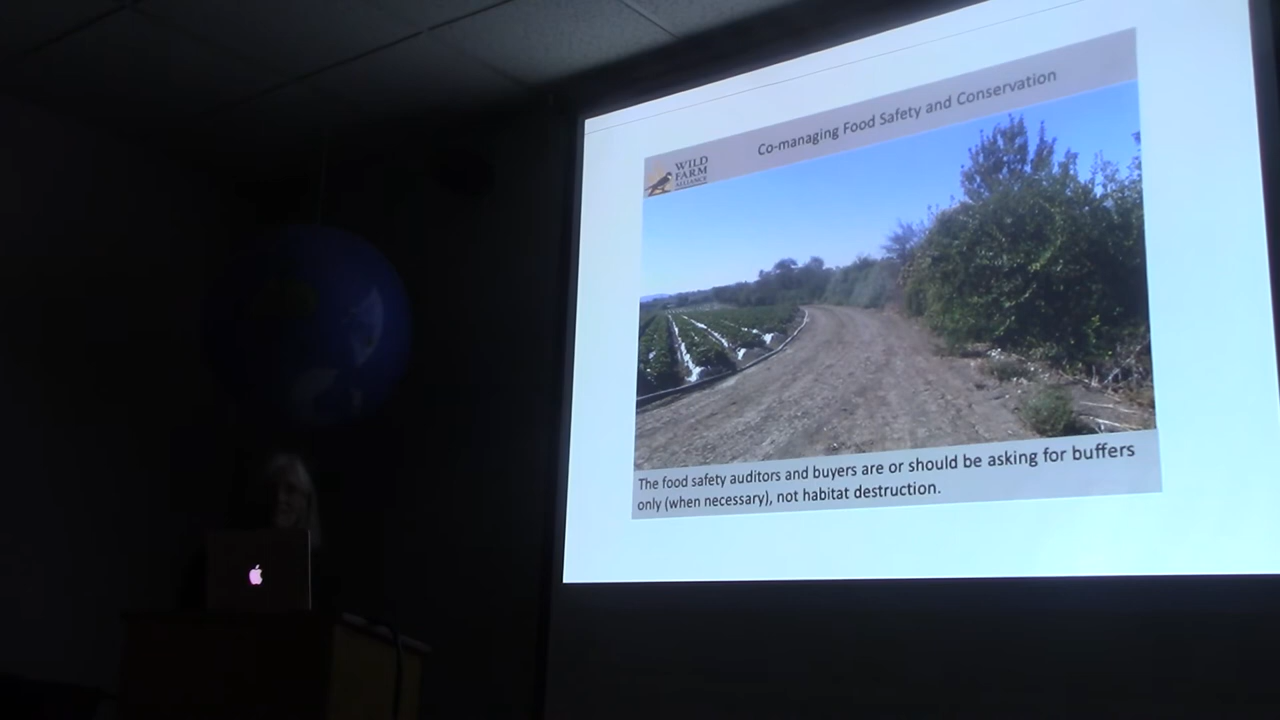 Co-managing Food Safety and Conservation
WILD
FARM
ALLIANCE
The food safety auditors and buyers are or should be asking for buffers
only (when necessary), not habitat destruction.